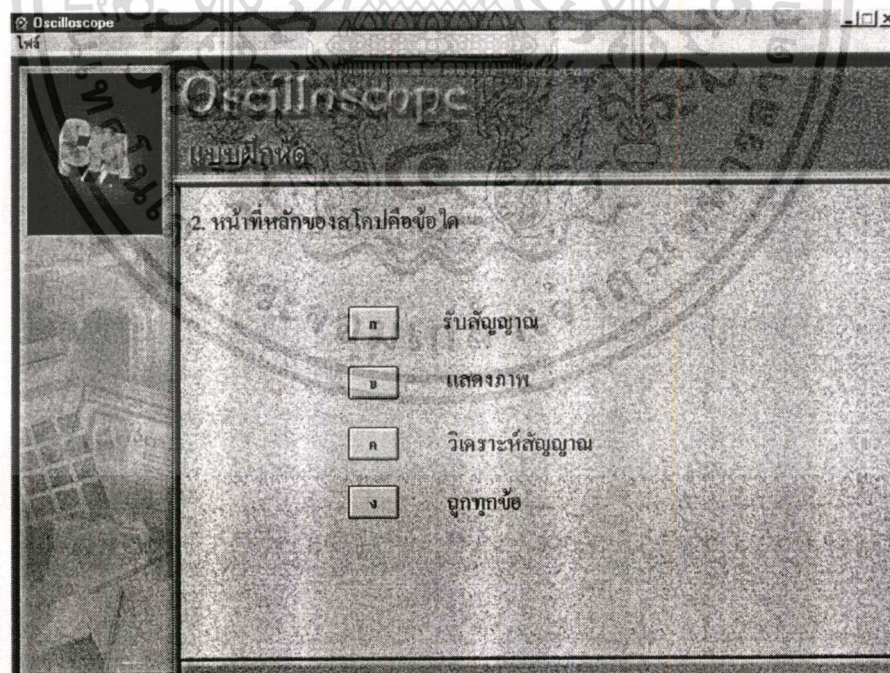 Oscilloscope
ไฟล์
Oscilloscope
แบบฝึกหัด
2. หน้าที่หลักของสโคปคือข้อใด
ก รับสัญญาณ
ข แสดงภาพ
ค วิเคราะห์สัญญาณ
ง ถูกทุกข้อ